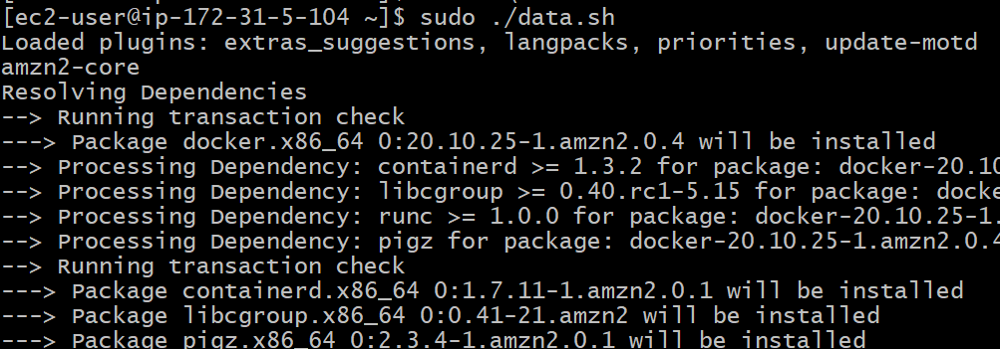 [ec2-user@ip-172-31-5-104 ~]$ sudo ./data.sh
Loaded plugins: extras_suggestions, langpacks, priorities, update-motd
amzn2-core
Resolving Dependencies
--> Running transaction check
---> Package docker.x86_64 0:20.10.25-1.amzn2.0.4 will be installed
--> Processing Dependency: containerd >= 1.3.2 for package: docker-20.10
--> Processing Dependency: libcgroup >= 0.40.rc1-5.15 for package: docke
--> Processing Dependency: runc >= 1.0.0 for package: docker-20.10.25-1.
--> Processing Dependency: pigz for package: docker-20.10.25-1.amzn2.0.4
--> Running transaction check
---> Package containerd.x86_64 0:1.7.11-1.amzn2.0.1 will be installed
---> Package libcgroup.x86_64 0:0.41-21.amzn2 will be installed
---> Package pigz.x86_64 0:2.3.4-1.amzn2.0.1 will be installed